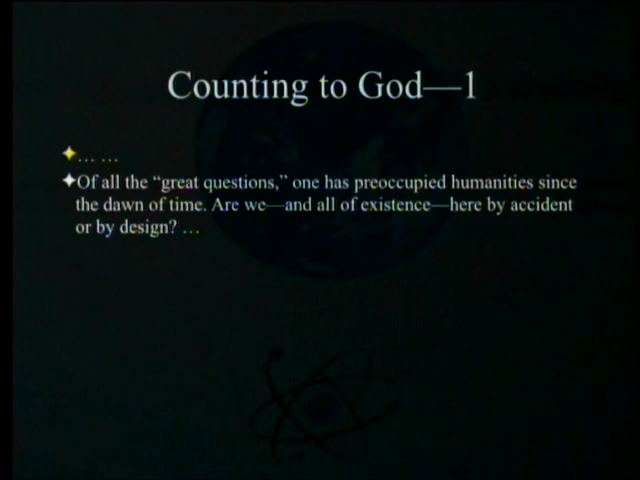 Counting to God—1
… …
Of all the “great questions,” one has preoccupied humanities since
the dawn of time. Are we—and all of existence—here by accident
or by design? …